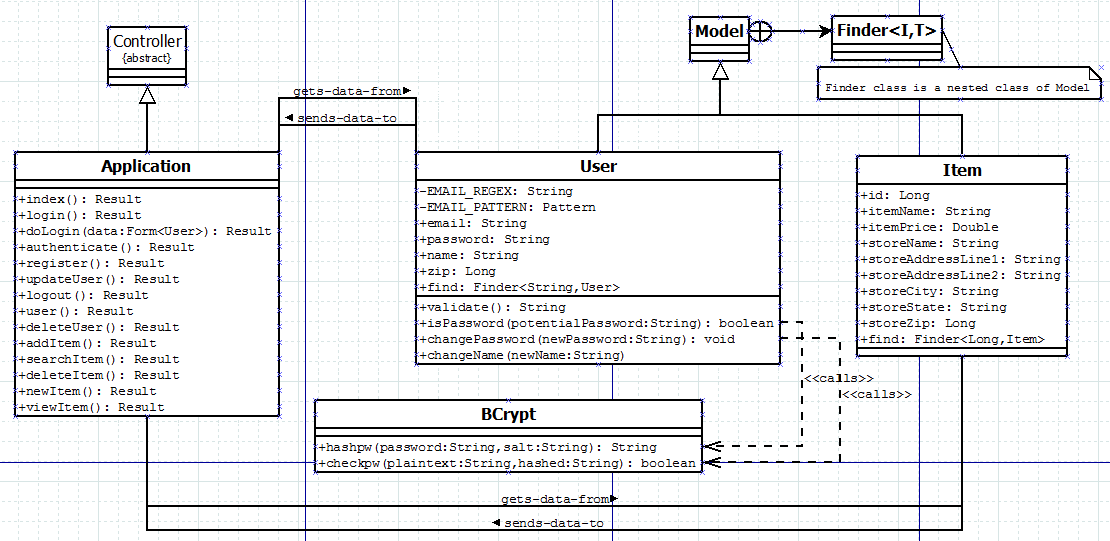 Controller
{abstract}
Model
Finder<I,T>
Finder class is a nested class of Model
gets-data-from
sends-data-to
Application
+index(): Result
+login(): Result
+doLogin(data:Form<User>): Result
+authenticate(): Result
+register(): Result
+updateUser(): Result
+logout(): Result
+user(): Result
+deleteUser(): Result
+addItem(): Result
+searchItem(): Result
+deleteItem(): Result
+newItem(): Result
+viewItem(): Result
User
-EMAIL_REGEX: String
-EMAIL_PATTERN: Pattern
+email: String
+password: String
+name: String
+zip: Long
+find: Finder<String,User>
+validate(): String
+isPassword(potentialPassword:String): boolean
+changePassword(newPassword:String): void
+changeName(newName:String)
Item
+id: Long
+itemName: String
+itemPrice: Double
+storeName: String
+storeAddressLine1: String
+storeAddressLine2: String
+storeCity: String
+storeState: String
+storeZip: Long
+find: Finder<Long,Item>
<<calls>>
<<calls>>
BCrypt
+hashpw(password:String,salt:String): String
+checkpw(plaintext:String,hashed:String): boolean
gets-data-from
sends-data-to